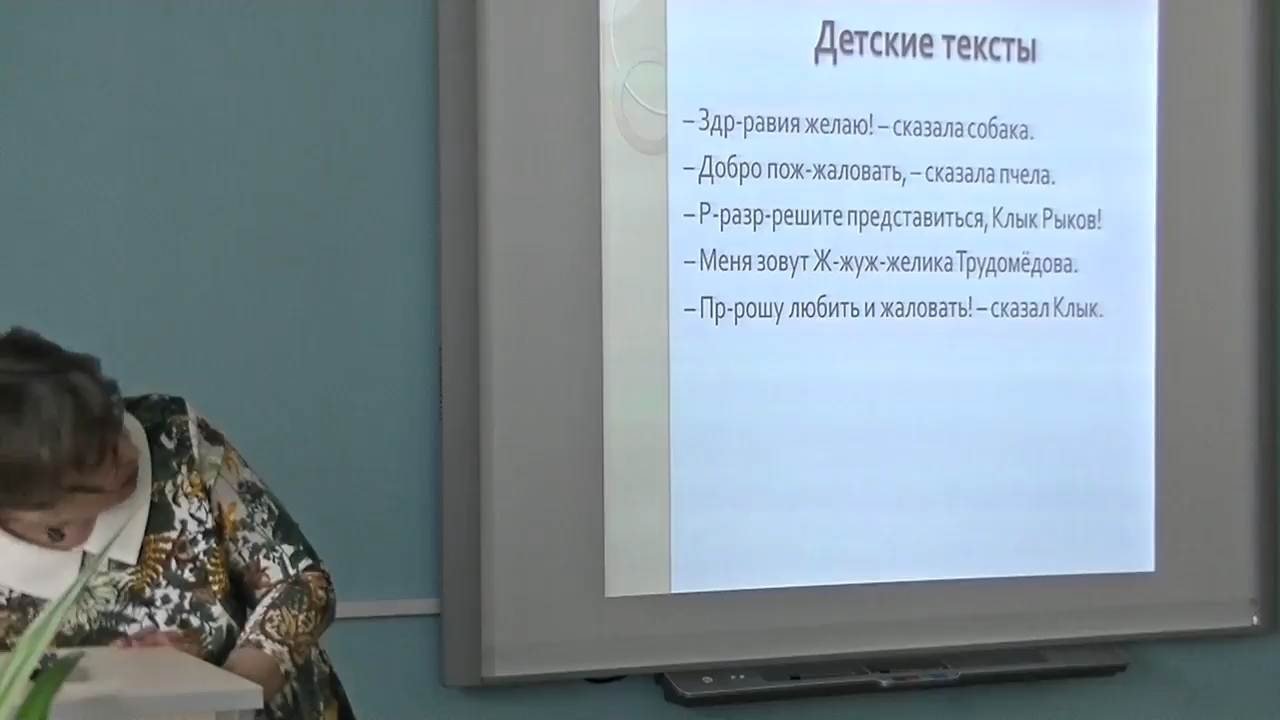 Детские тексты
– Здр-равия желаю! – сказала собака.
– Добро пож-жаловать, – сказала пчела.
– Р-разр-решите представиться, Клык Рыков!
– Меня зовут Ж-жуж-желика Трудомёдова.
– Пр-рошу любить и жаловать! – сказал Клык.